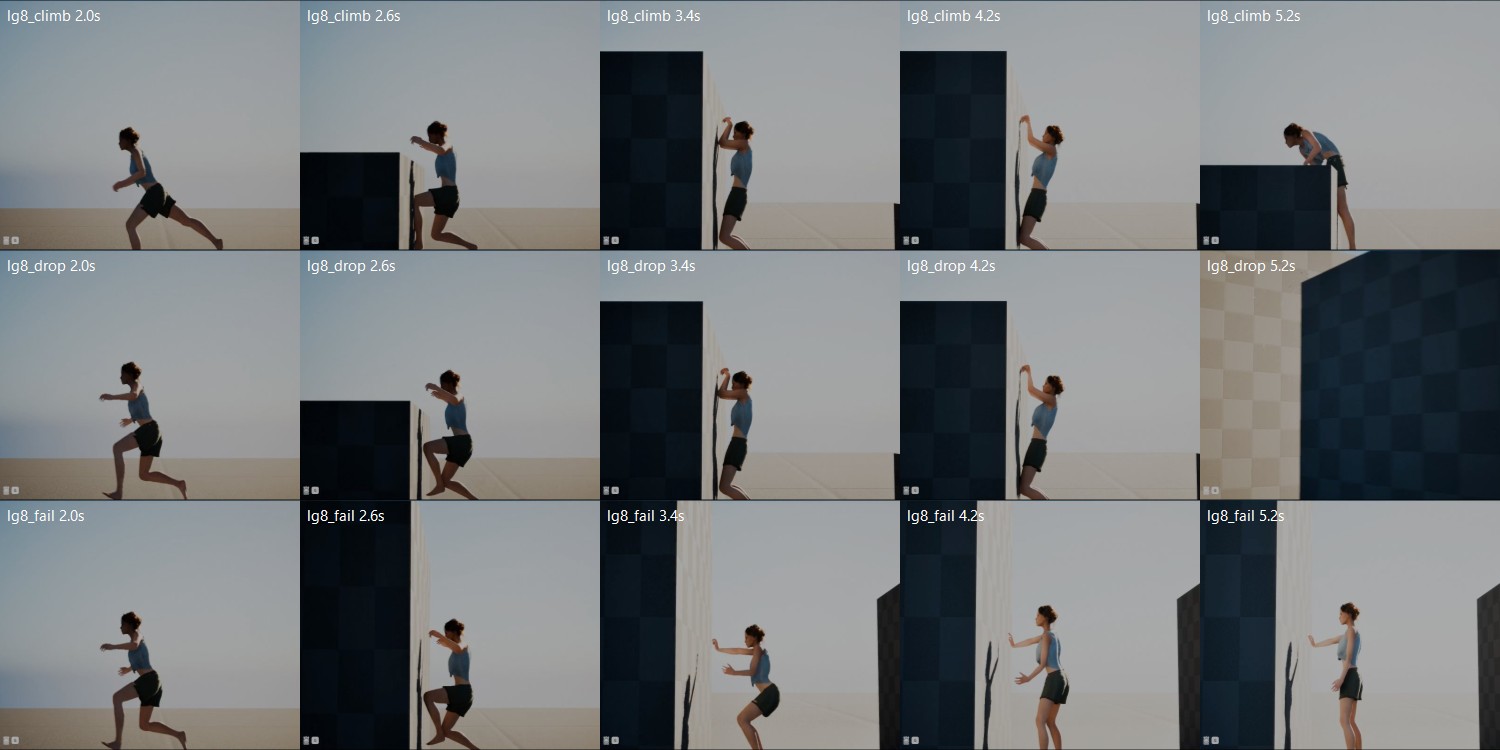 lg8_climb 2.0s
lg8_climb 2.6s
lg8_climb 3.4s
lg8_climb 4.2s
lg8_climb 5.2s
lg8_drop 2.0s
lg8_drop 2.6s
lg8_drop 3.4s
lg8_drop 4.2s
lg8_drop 5.2s
lg8_fail 2.0s
lg8_fail 2.6s
lg8_fail 3.4s
lg8_fail 4.2s
lg8_fail 5.2s